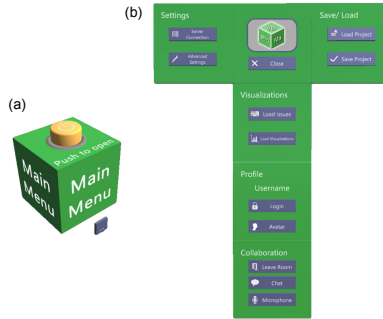 (b)
Settings
Server
Connection
Advanced
Settings
Close
Save/ Load
Load Project
Save Project
Visualizations
Load Issues
Load Visualizations
(a)
Push to open
Main
Menu
Main
Menu
Profile
Username
Login
Avatar
Collaboration
Leave Room
Chat
Microphone